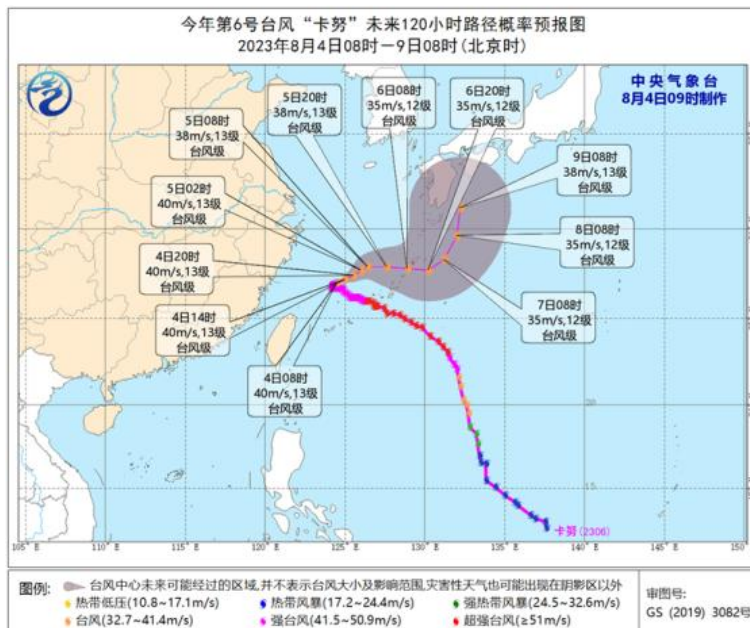 今年第6号台风“卡努”未来120小时路径概率预报图
2023年8月4日08时—9日08时(北京时)
中央气象台
8月4日09时制作
5日20时
38m/s,13级
台风级
6日08时
35m/s,12级
台风级
6日20时
35m/s,12级
台风级
5日08时
38m/s,13级
台风级
9日08时
38m/s,13级
台风级
5日02时
40m/s,13级
台风级
8日08时
35m/s,12级
台风级
4日20时
40m/s,13级
台风级
7日08时
35m/s,12级
台风级
4日14时
40m/s,13级
台风级
4日08时
40m/s,13级
台风级
20
15
卡努(2306)
105° E
110° E
115° E
120° E
125° E
130° E
135° E
140° E
145° E
150° E
图例:
台风中心未来可能经过的区域,并不表示台风大小及影响范围,灾害性天气也可能出现在阴影区以外
热带低压(10.8~17.1m/s)
热带风暴(17.2~24.4m/s)
强热带风暴(24.5~32.6m/s)
台风(32.7~41.4m/s)
强台风(41.5~50.9m/s)
超强台风(≥51m/s)
审图号:
GS (2019) 3082号